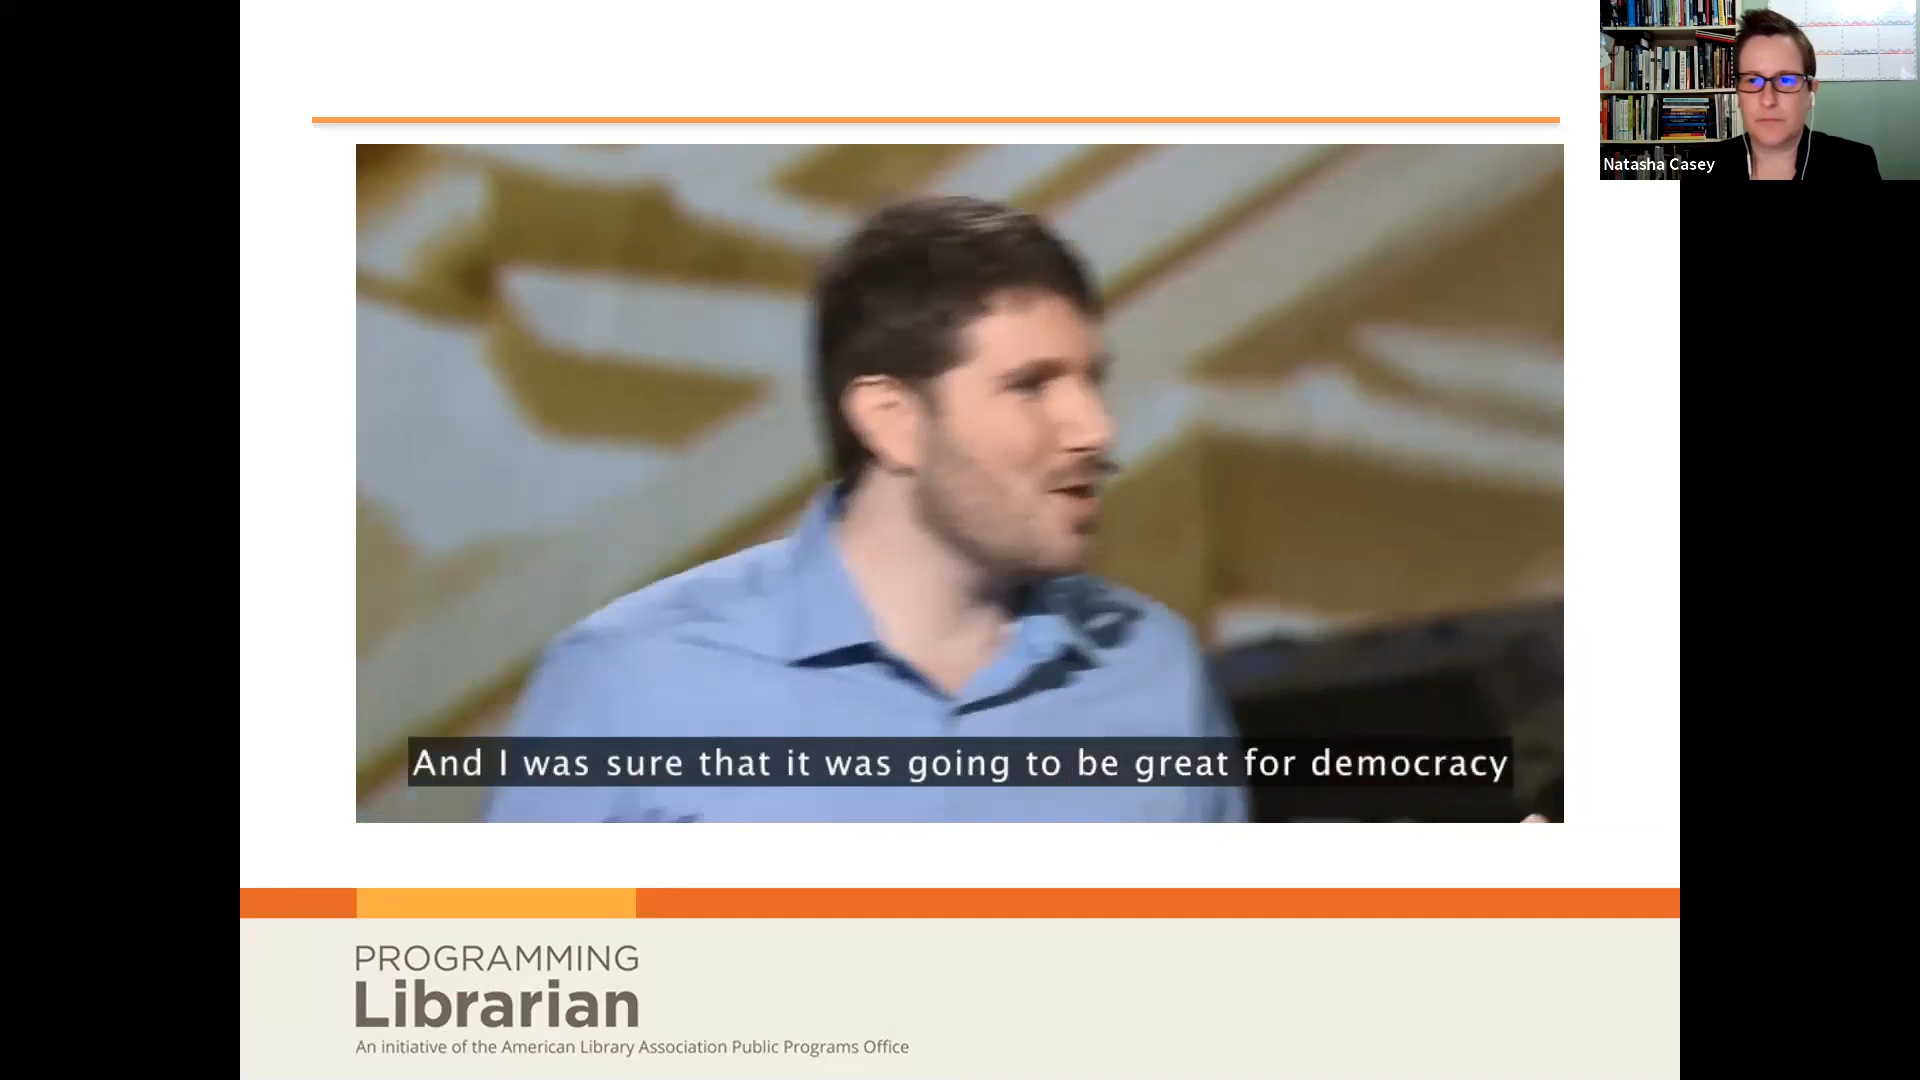 Natasha Casey
And I was sure that it was going to be great for democracy
PROGRAMMING
Librarian
An initiative of the American Library Association Public Programs Office